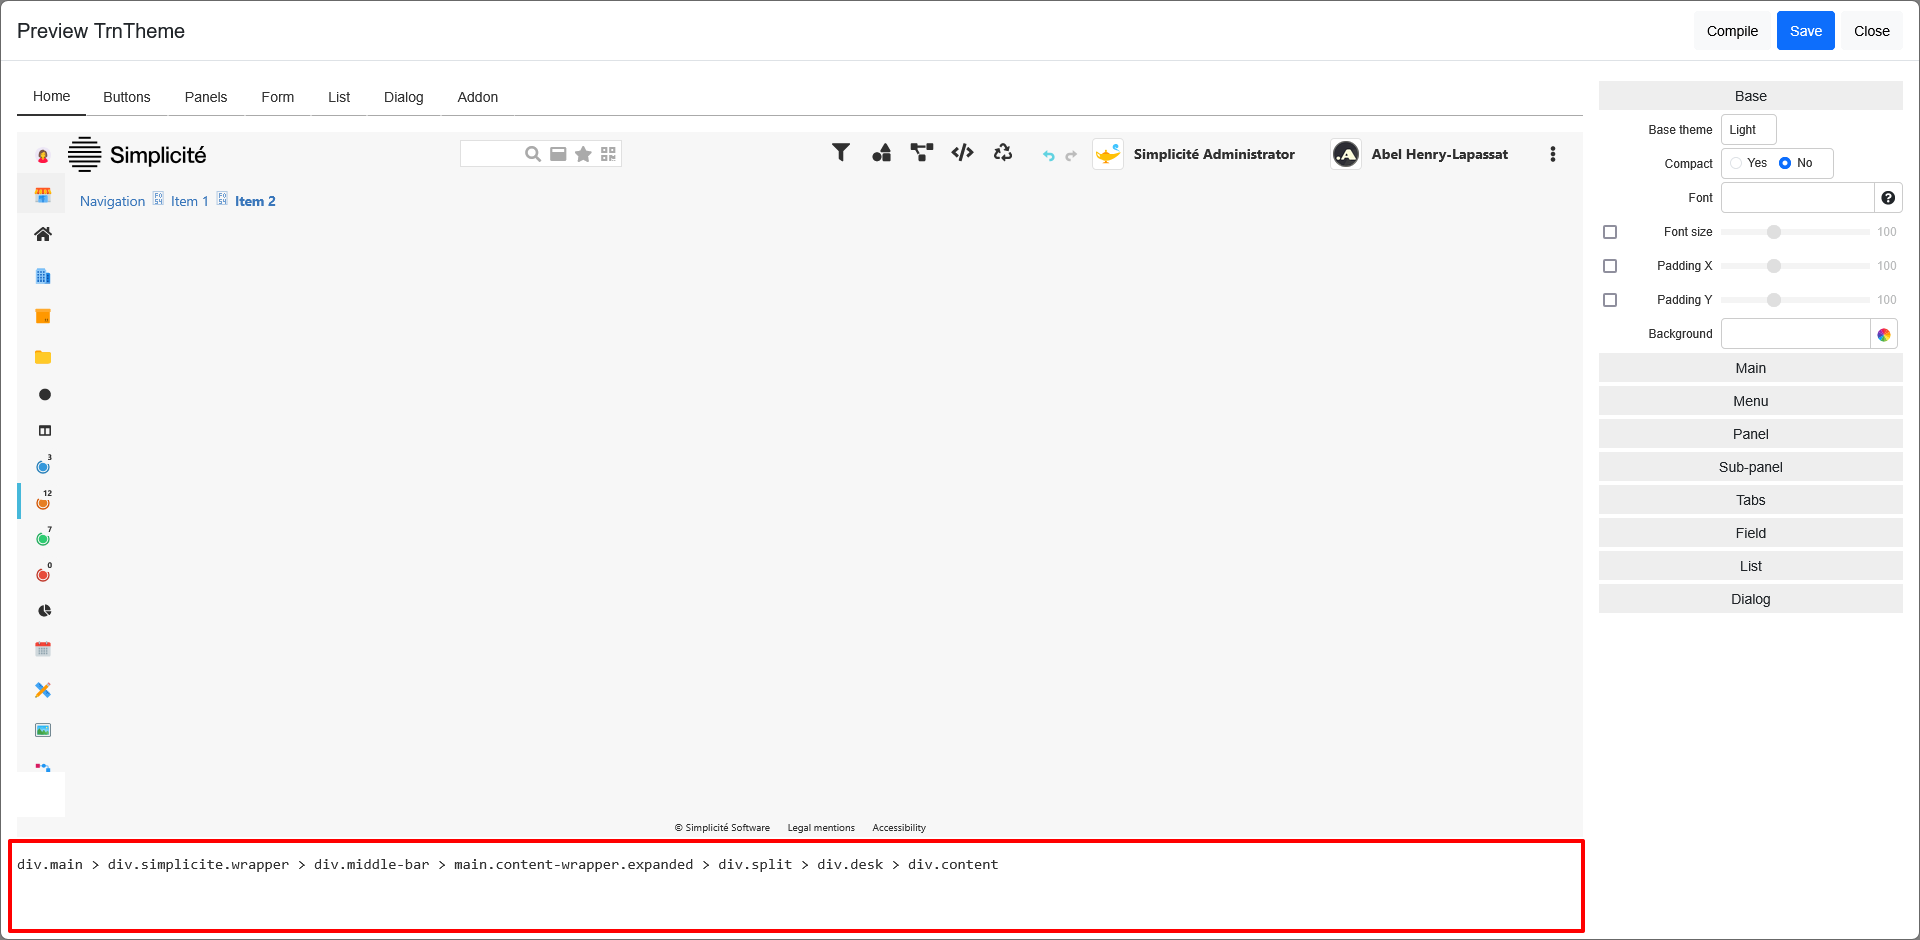 Preview TrnTheme
Compile Save Close
Home Buttons Panels Form List Dialog Addon
Simplicité
Simplicité Administrator
Abel Henry-Lapassat
Navigation Item 1 Item 2
3
12
7
0
© Simplicité Software Legal mentions Accessibility
div.main > div.simplicite.wrapper > div.middle-bar > main.content-wrapper.expanded > div.split > div.desk > div.content
Base
Base theme Light
Compact Yes No
Font
Font size 100
Padding X 100
Padding Y 100
Background
Main
Menu
Panel
Sub-panel
Tabs
Field
List
Dialog